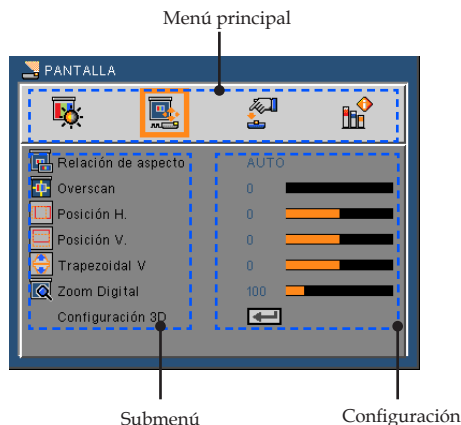 Menú principal
PANTALLA
Relación de aspecto AUTO
Overscan 0
Posición H. 0
Posición V. 0
Trapezoidal V 0
Zoom Digital 100
Configuración 3D
Submenú Configuración